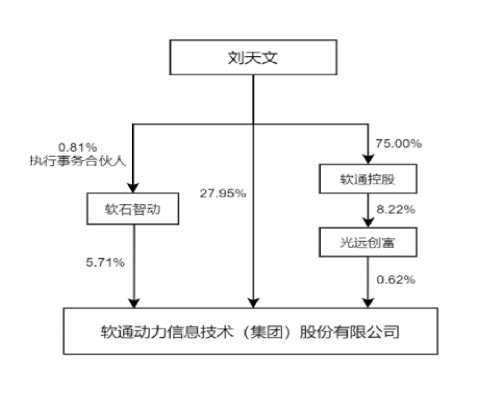 刘天文
0.81%
执行事务合伙人
75.00%
软通控股
27.95%
软石智动
8.22%
光远创富
5.71%
0.62%
软通动力信息技术（集团）股份有限公司